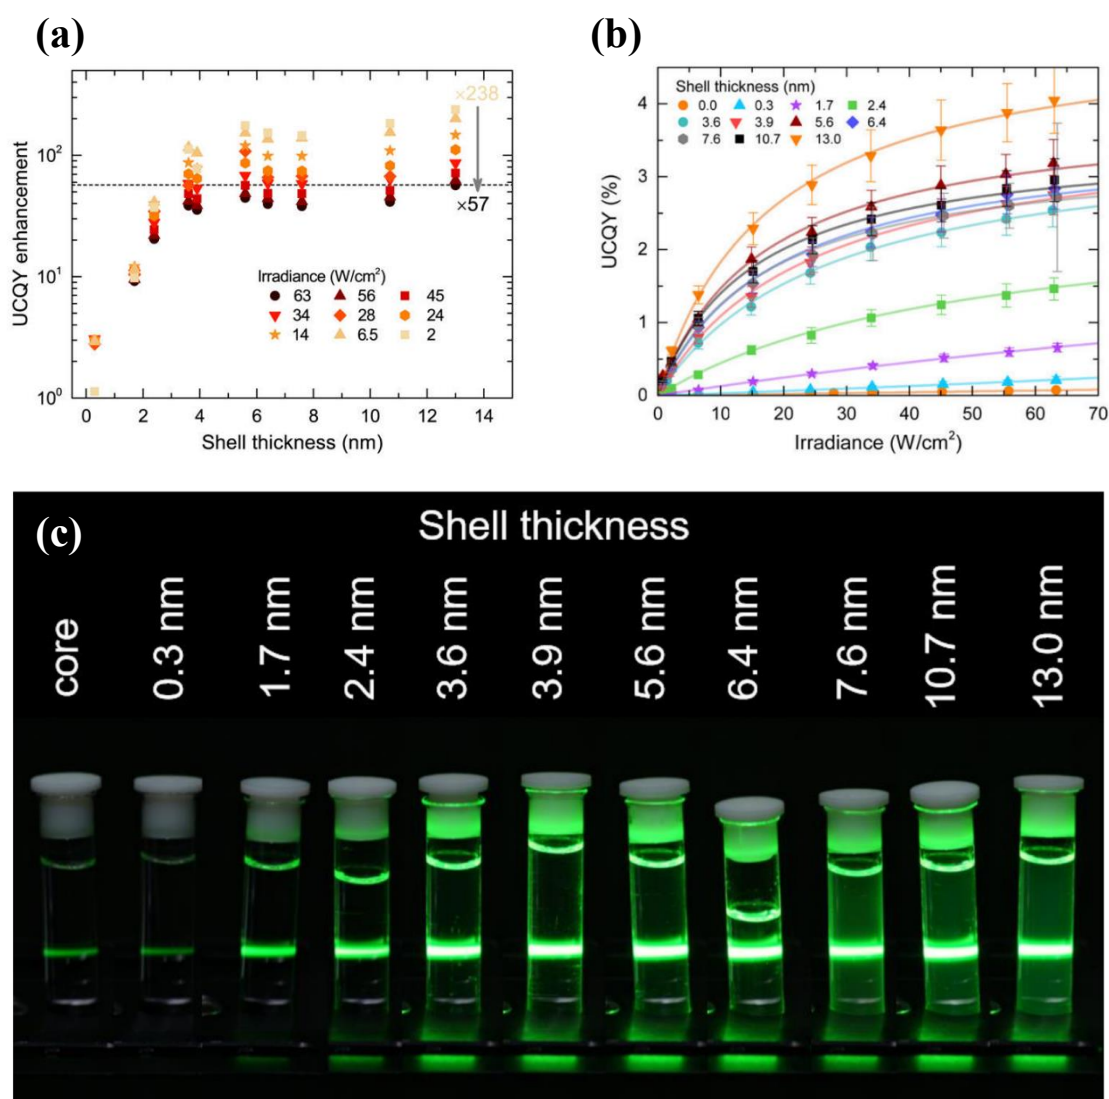 (a)
UCQY enhancement
10²
10¹
10⁰
×238
×57
Irradiance (W/cm²)
63 56 45
34 28 24
14 6.5 2
0 2 4 6 8 10 12 14
Shell thickness (nm)
(b)
UCQY (%)
4
3
2
1
0
Shell thickness (nm)
0.0 0.3 1.7 2.4
3.6 3.9 5.6 6.4
7.6 10.7 13.0
0 10 20 30 40 50 60 70
Irradiance (W/cm²)
(c)
Shell thickness
core
0.3 nm
1.7 nm
2.4 nm
3.6 nm
3.9 nm
5.6 nm
6.4 nm
7.6 nm
10.7 nm
13.0 nm